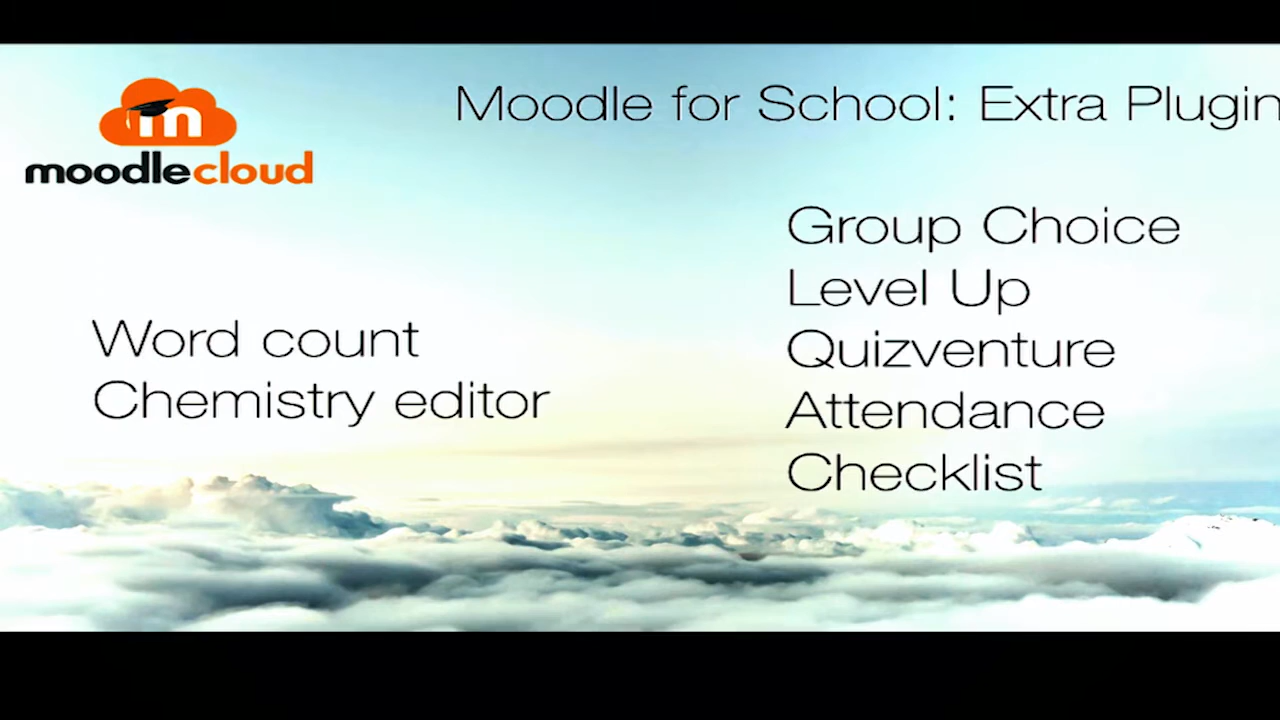 moodlecloud
Moodle for School: Extra Plugin
Word count
Chemistry editor
Group Choice
Level Up
Quizventure
Attendance
Checklist